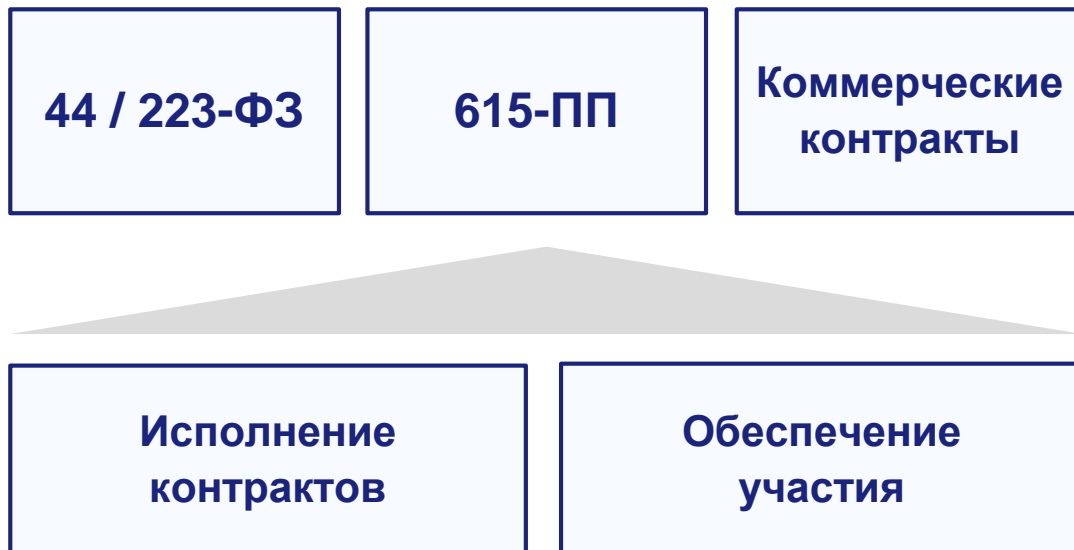 44 / 223-ФЗ
615-ПП
Коммерческие
контракты
Исполнение
контрактов
Обеспечение
участия